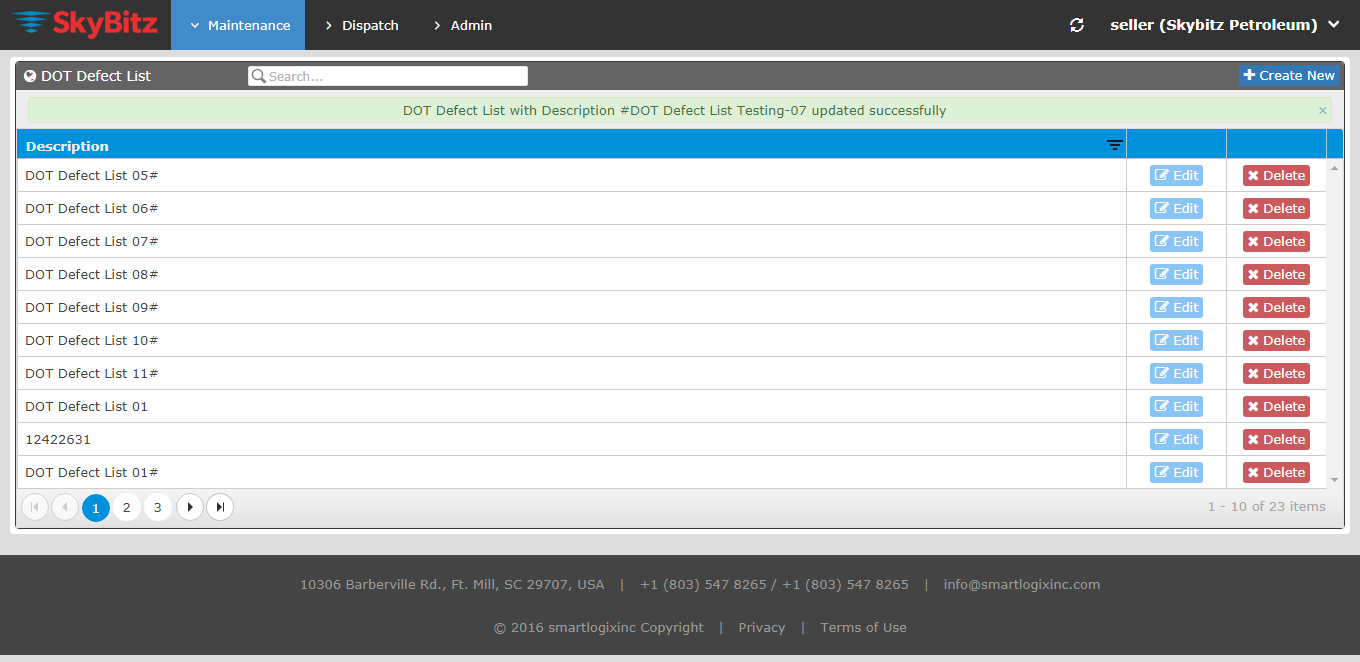 SkyBitz Maintenance Dispatch Admin seller (Skybitz Petroleum)
DOT Defect List Search... Create New
DOT Defect List with Description #DOT Defect List Testing-07 updated successfully ×
Description
DOT Defect List 05# Edit Delete
DOT Defect List 06# Edit Delete
DOT Defect List 07# Edit Delete
DOT Defect List 08# Edit Delete
DOT Defect List 09# Edit Delete
DOT Defect List 10# Edit Delete
DOT Defect List 11# Edit Delete
DOT Defect List 01 Edit Delete
12422631 Edit Delete
DOT Defect List 01# Edit Delete
1 2 3 1 - 10 of 23 items
10306 Barberville Rd., Ft. Mill, SC 29707, USA | +1 (803) 547 8265 / +1 (803) 547 8265 | info@smartlogixinc.com
© 2016 smartlogixinc Copyright | Privacy | Terms of Use